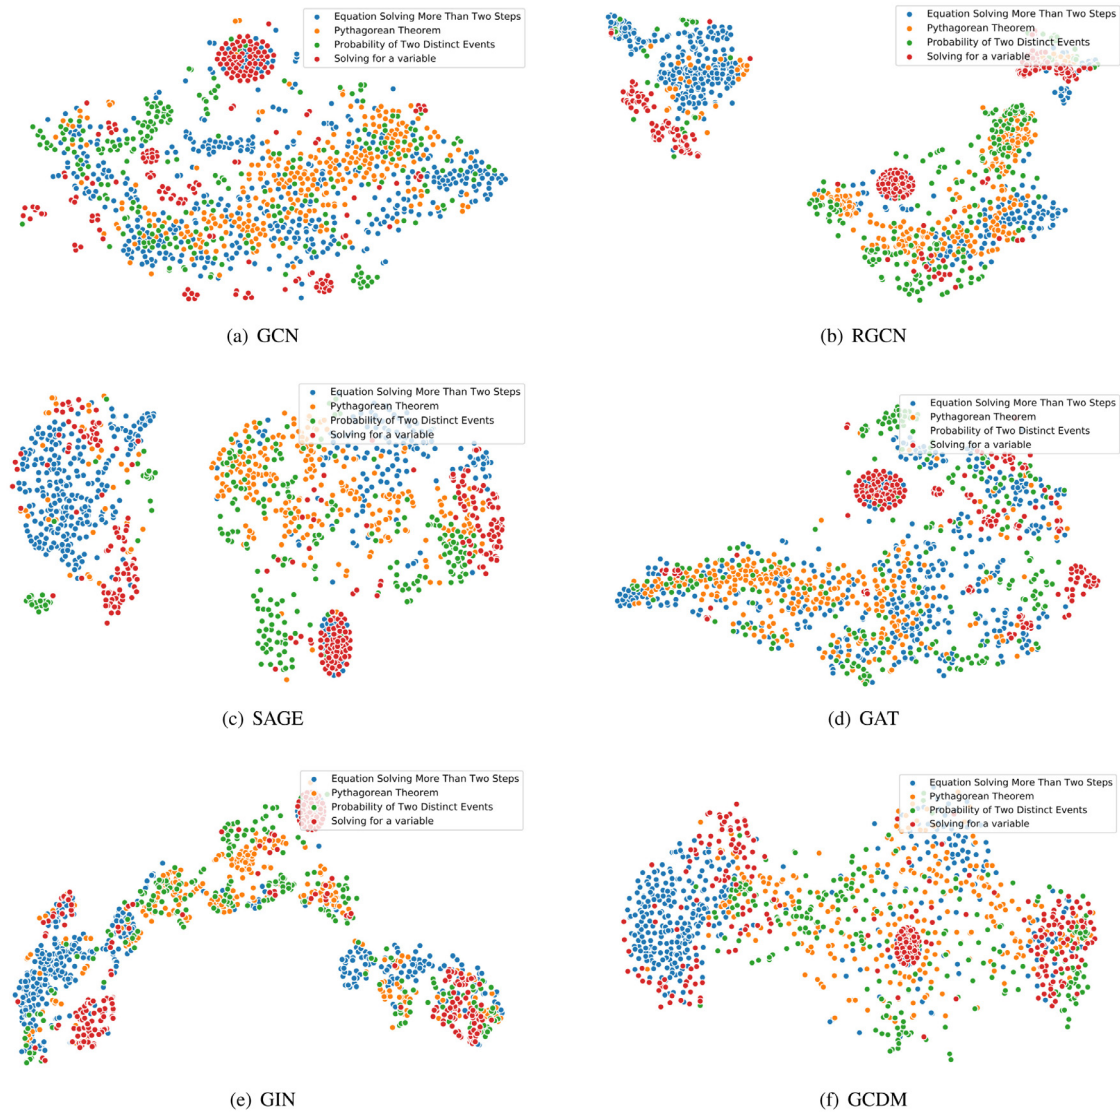 Equation Solving More Than Two Steps
Pythagorean Theorem
Probability of Two Distinct Events
Solving for a variable
Equation Solving More Than Two Steps
Pythagorean Theorem
Probability of Two Distinct Events
Solving for a variable
(a) GCN
(b) RGCN
Equation Solving More Than Two Steps
Pythagorean Theorem
Probability of Two Distinct Events
Solving for a variable
Equation Solving More Than Two Steps
Pythagorean Theorem
Probability of Two Distinct Events
Solving for a variable
(c) SAGE
(d) GAT
Equation Solving More Than Two Steps
Pythagorean Theorem
Probability of Two Distinct Events
Solving for a variable
Equation Solving More Than Two Steps
Pythagorean Theorem
Probability of Two Distinct Events
Solving for a variable
(e) GIN
(f) GCDM